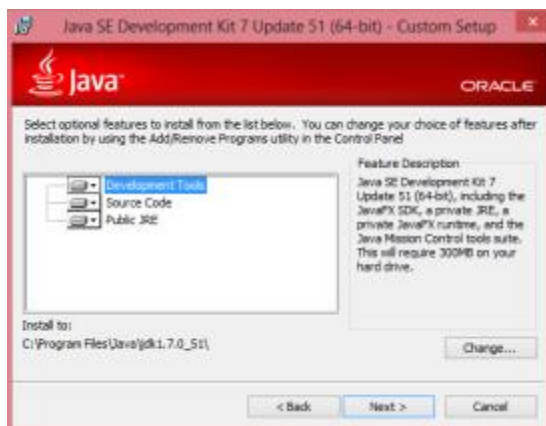 Java SE Development Kit 7 Update 51 (64-bit) - Custom Setup
Java
ORACLE
Select optional features to install from the list below. You can change your choice of features after
installation by using the Add/Remove Programs utility in the Control Panel
Development Tools
Source Code
Public JRE
Feature Description
Java SE Development Kit 7
Update 51 (64-bit), including the
JavaFX SDK, a private JRE, a
private JavaFX runtime, and the
Java Mission Control tools suite.
This will require 300MB on your
hard drive.
Install to:
C:\Program Files\Java\jdk1.7.0_51\
Change...
< Back
Next >
Cancel